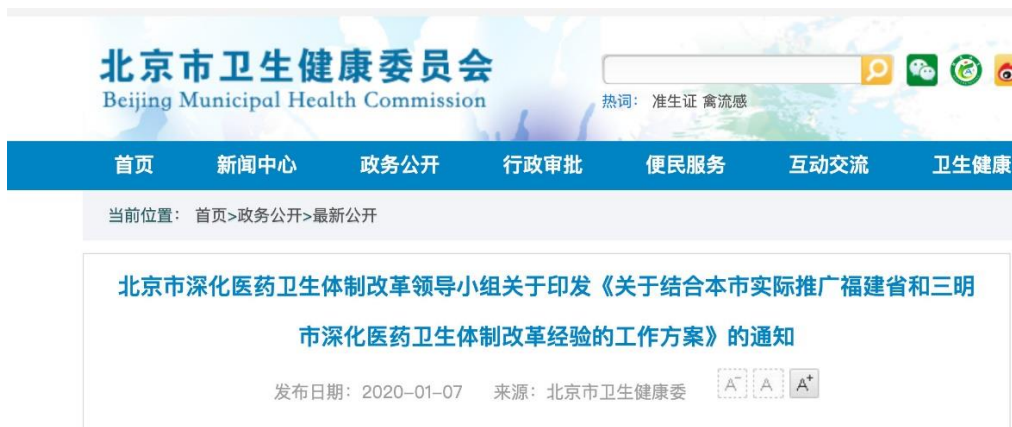 北京市卫生健康委员会
Beijing Municipal Health Commission
热词： 准生证 禽流感
首页 新闻中心 政务公开 行政审批 便民服务 互动交流 卫生健康
当前位置： 首页>政务公开>最新公开
北京市深化医药卫生体制改革领导小组关于印发《关于结合本市实际推广福建省和三明
市深化医药卫生体制改革经验的工作方案》的通知
发布日期：2020-01-07 来源：北京市卫生健康委 A- A A+